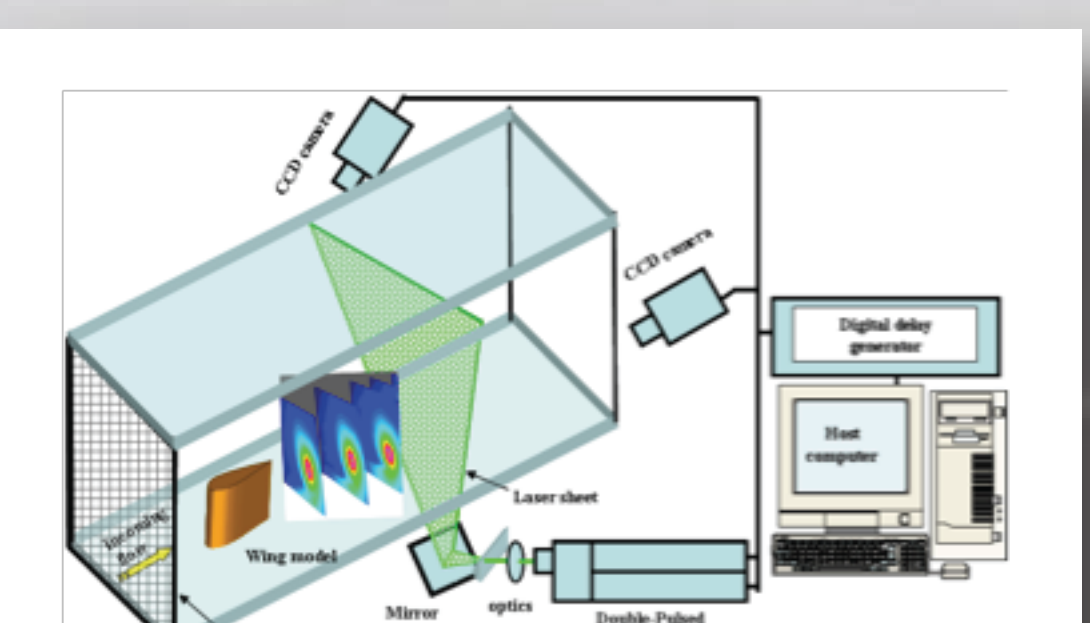 CCD camera
CCD camera
Digital delay
generator
Host
computer
Laser sheet
Incoming
flow
Wing model
Mirror
optics
Double-Pulsed